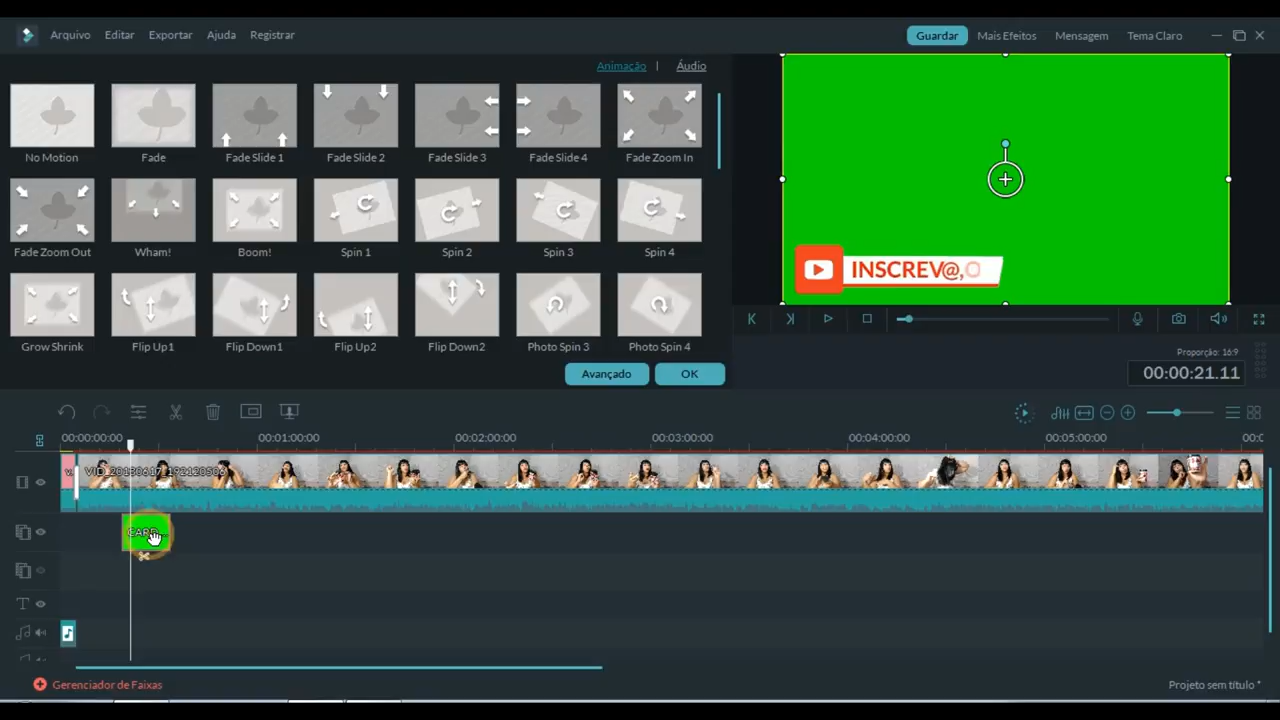 Arquivo Editar Exportar Ajuda Registrar Guardar Mais Efeitos Mensagem Tema Claro
Animação | Áudio
No Motion Fade Fade Slide 1 Fade Slide 2 Fade Slide 3 Fade Slide 4 Fade Zoom In
Fade Zoom Out Wham! Boom! Spin 1 Spin 2 Spin 3 Spin 4
INSCREV@,O
Grow Shrink Flip Up1 Flip Down1 Flip Up2 Flip Down2 Photo Spin 3 Photo Spin 4
Proporção: 16:9
Avançado OK 00:00:21.11
00:00:00:00 00:01:00:00 00:02:00:00 00:03:00:00 00:04:00:00 00:05:00:00
CARD
T
Gerenciador de Faixas Projeto sem título *